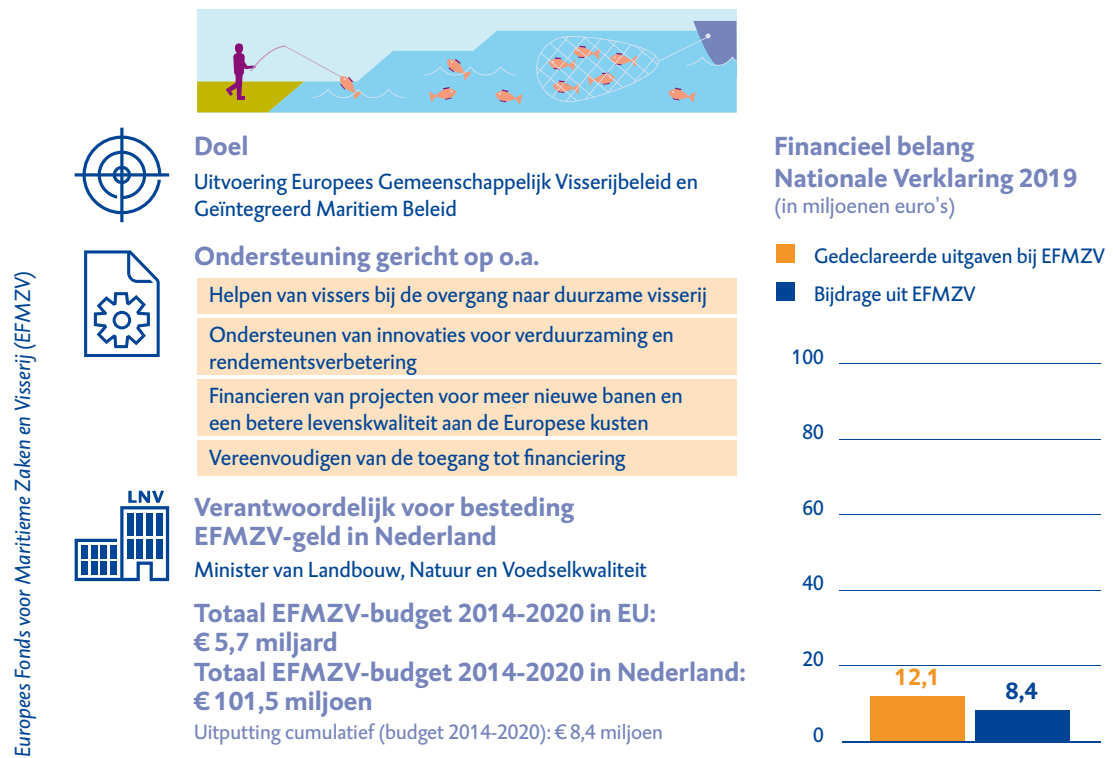 Europees Fonds voor Maritieme Zaken en Visserij (EFMZV)
Doel
Uitvoering Europees Gemeenschappelijk Visserijbeleid en
Geïntegreerd Maritiem Beleid
Ondersteuning gericht op o.a.
Helpen van vissers bij de overgang naar duurzame visserij
Ondersteunen van innovaties voor verduurzaming en
rendementsverbetering
Financieren van projecten voor meer nieuwe banen en
een betere levenskwaliteit aan de Europese kusten
Vereenvoudigen van de toegang tot financiering
LNV
Verantwoordelijk voor besteding
EFMZV-geld in Nederland
Minister van Landbouw, Natuur en Voedselkwaliteit
Totaal EFMZV-budget 2014-2020 in EU:
€ 5,7 miljard
Totaal EFMZV-budget 2014-2020 in Nederland:
€ 101,5 miljoen
Uitputting cumulatief (budget 2014-2020): € 8,4 miljoen
Financieel belang
Nationale Verklaring 2019
(in miljoenen euro's)
Gedeclareerde uitgaven bij EFMZV
Bijdrage uit EFMZV
100
80
60
40
20
0
12,1
8,4